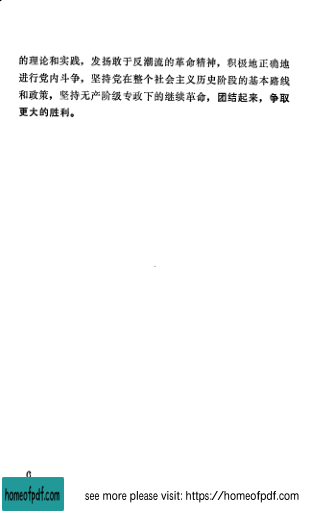 的理论和实践，发扬敢于反潮流的革命精神，积极地正确地
进行党内斗争，坚持党在整个社会主义历史阶段的基本路线
和政策，坚持无产阶级专政下的继续革命，团结起来，争取
更大的胜利。
homeofpdf.com
see more please visit: https://homeofpdf.com